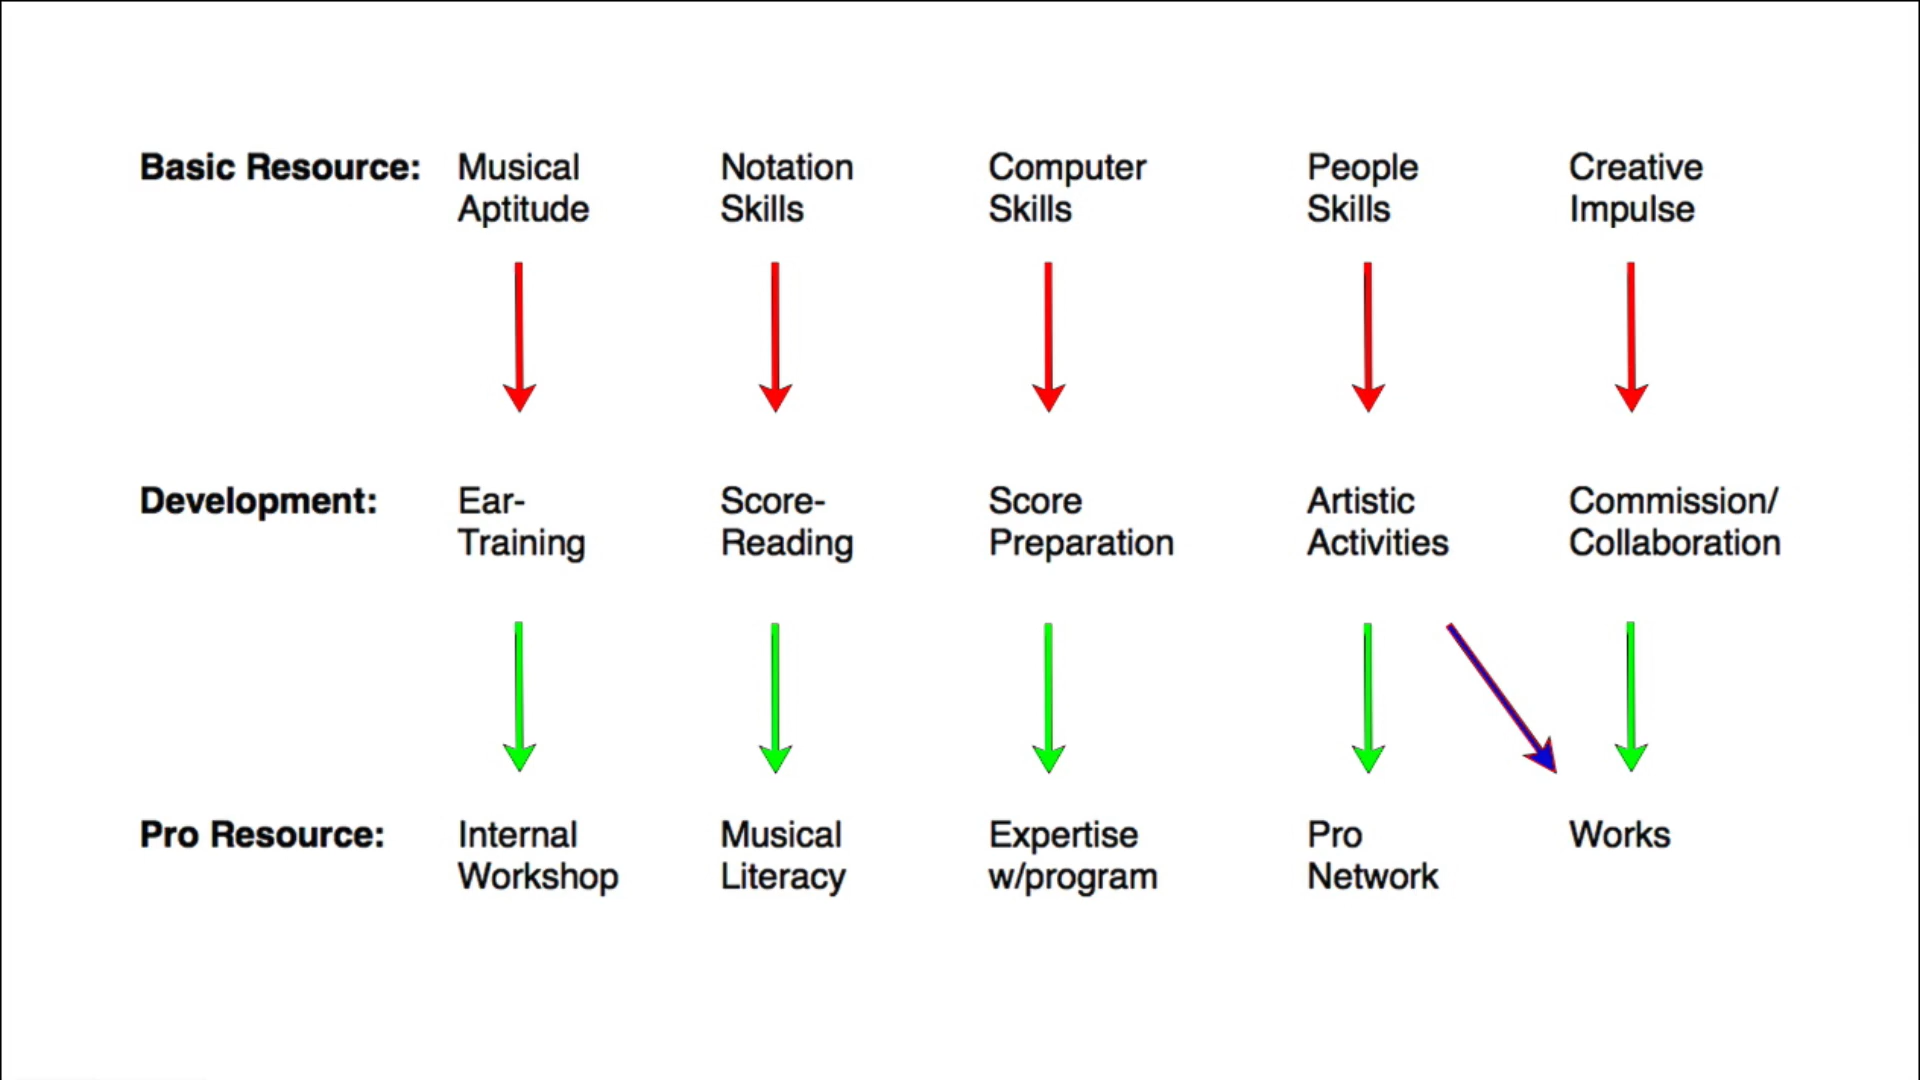 Basic Resource: Musical Notation Computer People Creative
Aptitude Skills Skills Skills Impulse
Development: Ear- Score- Score Artistic Commission/
Training Reading Preparation Activities Collaboration
Pro Resource: Internal Musical Expertise Pro Works
Workshop Literacy w/program Network